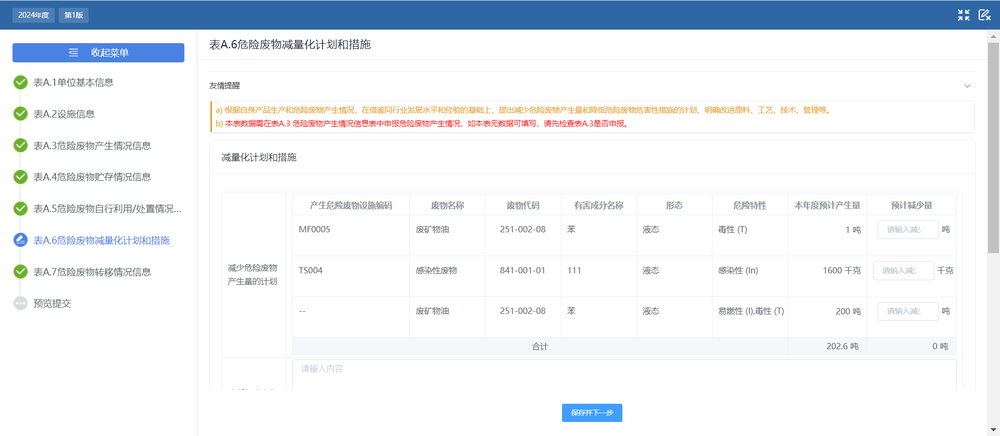 2024年度 第1版
收起菜单
表A.1单位基本信息
表A.2设施信息
表A.3危险废物产生情况信息
表A.4危险废物贮存情况信息
表A.5危险废物自行利用/处置情况...
表A.6危险废物减量化计划和措施
表A.7危险废物转移情况信息
预览提交
表A.6危险废物减量化计划和措施
友情提醒
a) 根据自身产品生产和危险废物产生情况，在借鉴同行业发展水平和经验的基础上，提出减少危险废物产生量和降低危险废物危害性措施的计划，明确改进原料、工艺、技术、管理等。
b) 本表数据需在表A.3 危险废物产生情况信息表中申报危险废物产生情况，如本表无数据可填写，请先检查表A.3是否申报。
减量化计划和措施
减少危险废物
产生量的计划
产生危险废物设施编码 废物名称 废物代码 有害成分名称 形态 危险特性 本年度预计产生量 预计减少量
MF0005 废矿物油 251-002-08 苯 液态 毒性 (T) 1 吨 请输入减 吨
TS004 感染性废物 841-001-01 111 液态 感染性 (In) 1600 千克 请输入减 千克
-- 废矿物油 251-002-08 苯 液态 易燃性 (I),毒性 (T) 200 吨 请输入减 吨
合计 202.6 吨 0 吨
请输入内容
保存并下一步